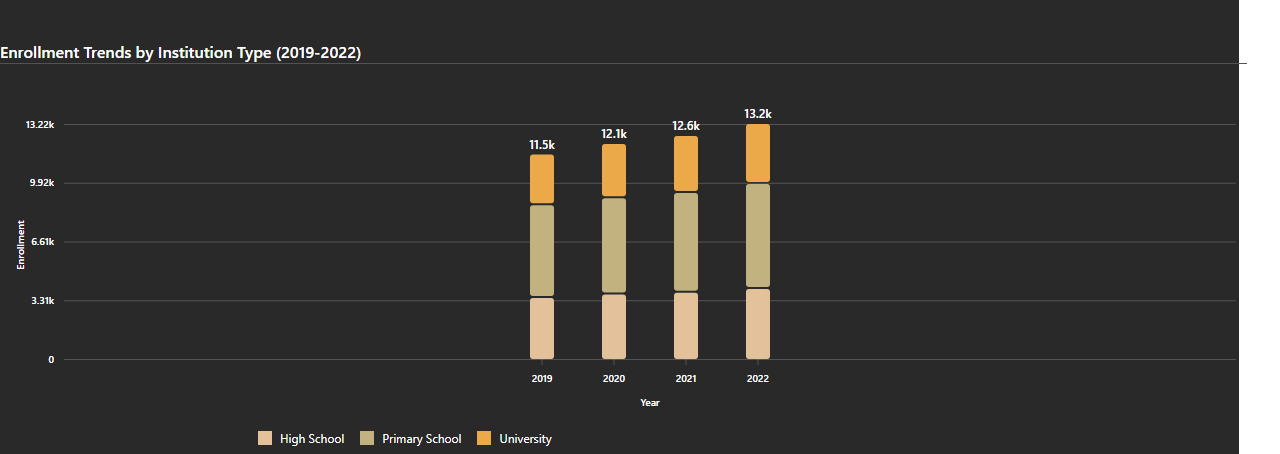 Enrollment Trends by Institution Type (2019-2022)
13.2k
12.6k
12.1k
11.5k
13.22k
9.92k
6.61k
3.31k
0
Enrollment
2019 2020 2021 2022
Year
High School Primary School University